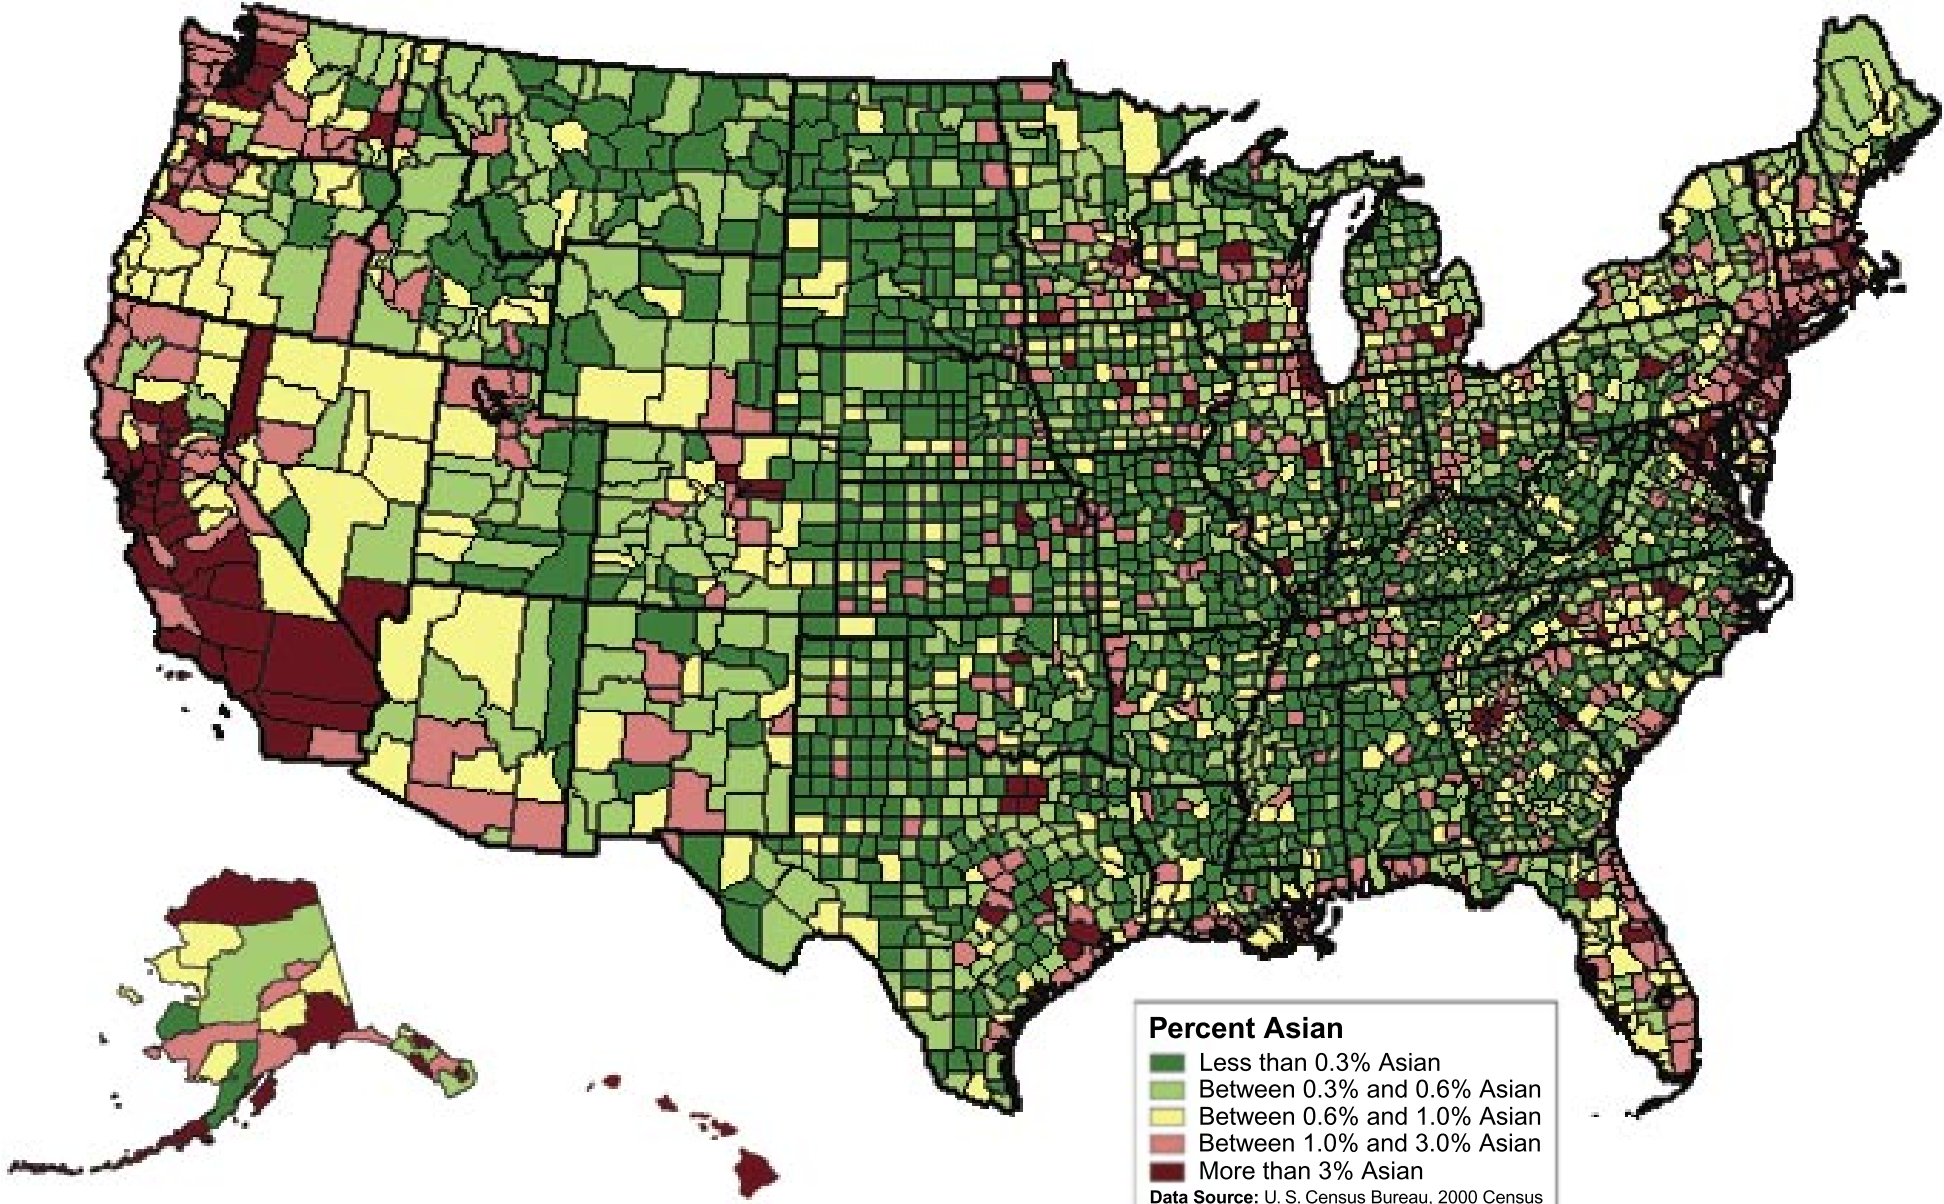 Percent Asian
Less than 0.3% Asian
Between 0.3% and 0.6% Asian
Between 0.6% and 1.0% Asian
Between 1.0% and 3.0% Asian
More than 3% Asian
Data Source: U. S. Census Bureau, 2000 Census